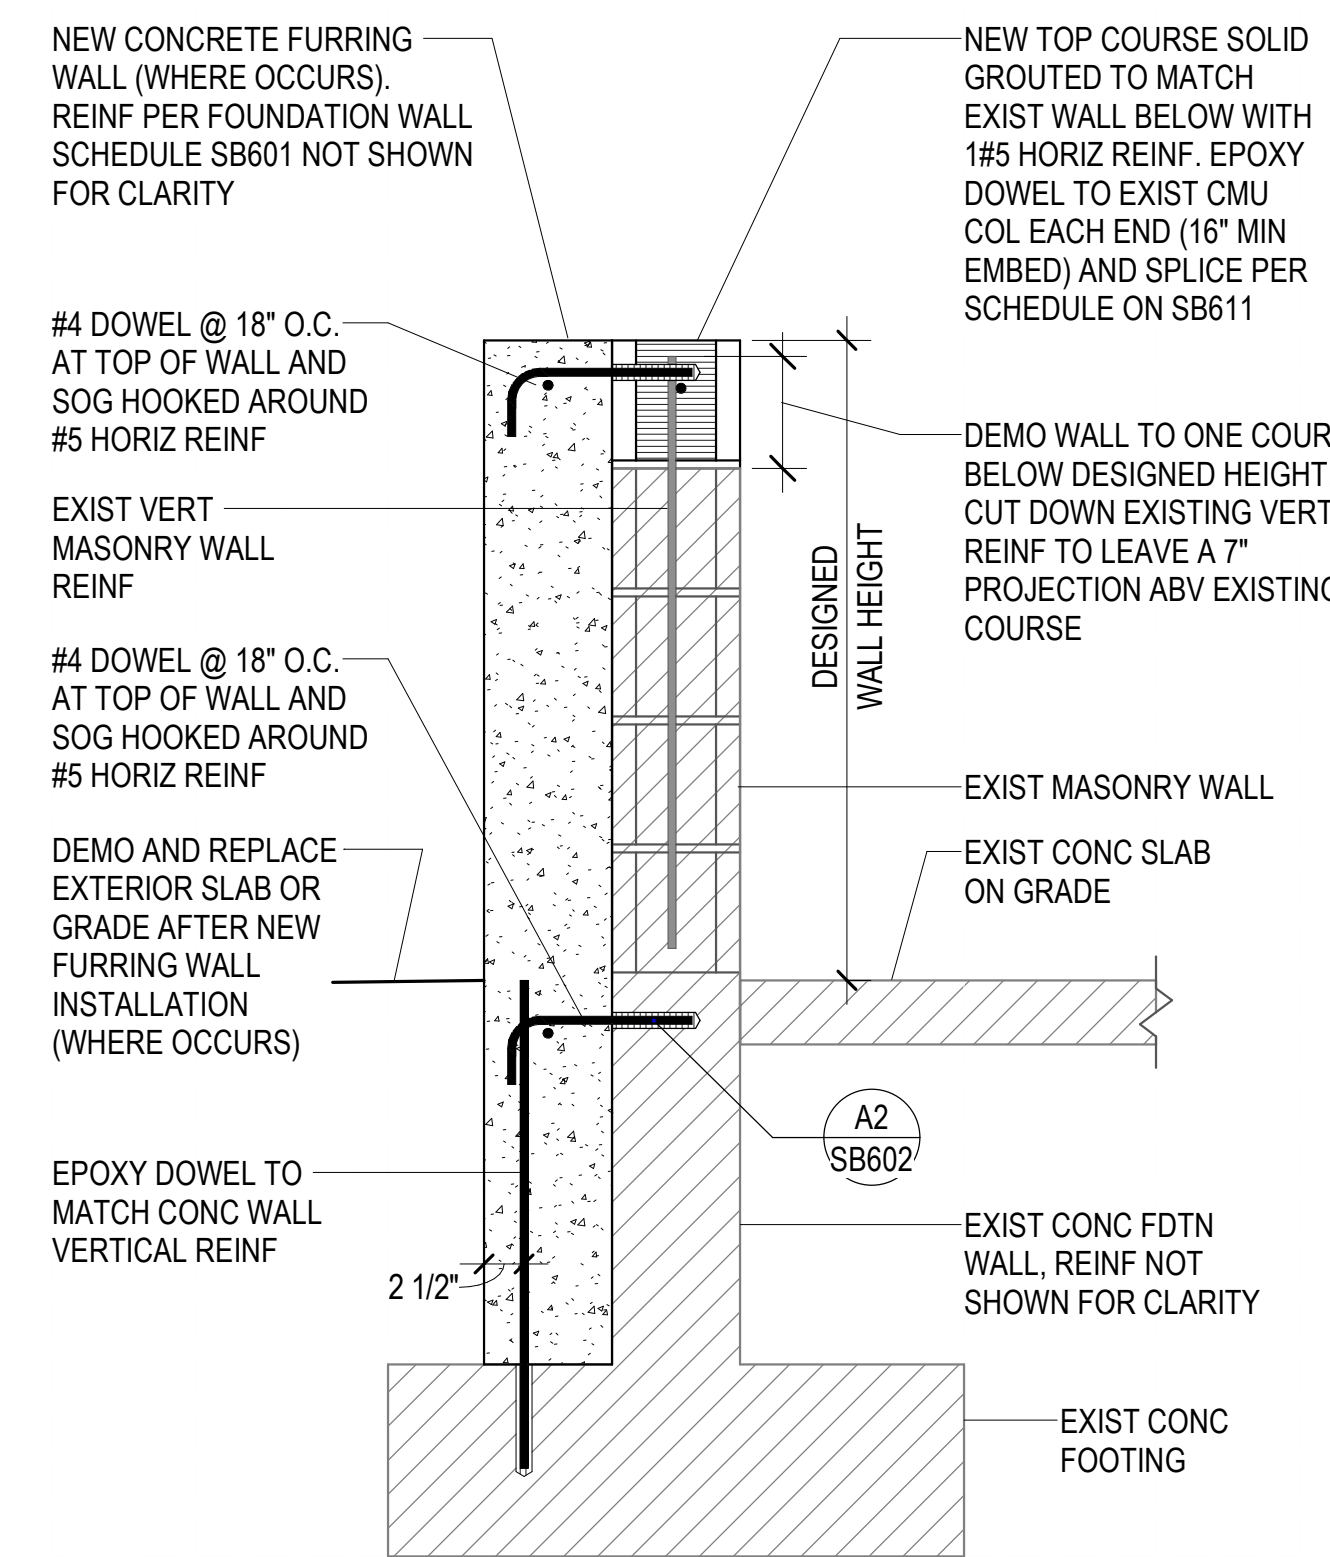 NEW CONCRETE FURRING
WALL (WHERE OCCURS).
REINF PER FOUNDATION WALL
SCHEDULE SB601 NOT SHOWN
FOR CLARITY
#4 DOWEL @ 18" O.C.
AT TOP OF WALL AND
SOG HOOKED AROUND
#5 HORIZ REINF
EXIST VERT
MASONRY WALL
REINF
#4 DOWEL @ 18" O.C.
AT TOP OF WALL AND
SOG HOOKED AROUND
#5 HORIZ REINF
DEMO AND REPLACE
EXTERIOR SLAB OR
GRADE AFTER NEW
FURRING WALL
INSTALLATION
(WHERE OCCURS)
EPOXY DOWEL TO
MATCH CONC WALL
VERTICAL REINF
2 1/2"
NEW TOP COURSE SOLID
GROUTED TO MATCH
EXIST WALL BELOW WITH
1#5 HORIZ REINF. EPOXY
DOWEL TO EXIST CMU
COL EACH END (16" MIN
EMBED) AND SPLICE PER
SCHEDULE ON SB611
DEMO WALL TO ONE COUR
BELOW DESIGNED HEIGHT
CUT DOWN EXISTING VERT
REINF TO LEAVE A 7"
PROJECTION ABV EXISTING
COURSE
DESIGNED
WALL HEIGHT
EXIST MASONRY WALL
EXIST CONC SLAB
ON GRADE
A2
SB602
EXIST CONC FDTN
WALL, REINF NOT
SHOWN FOR CLARITY
EXIST CONC
FOOTING